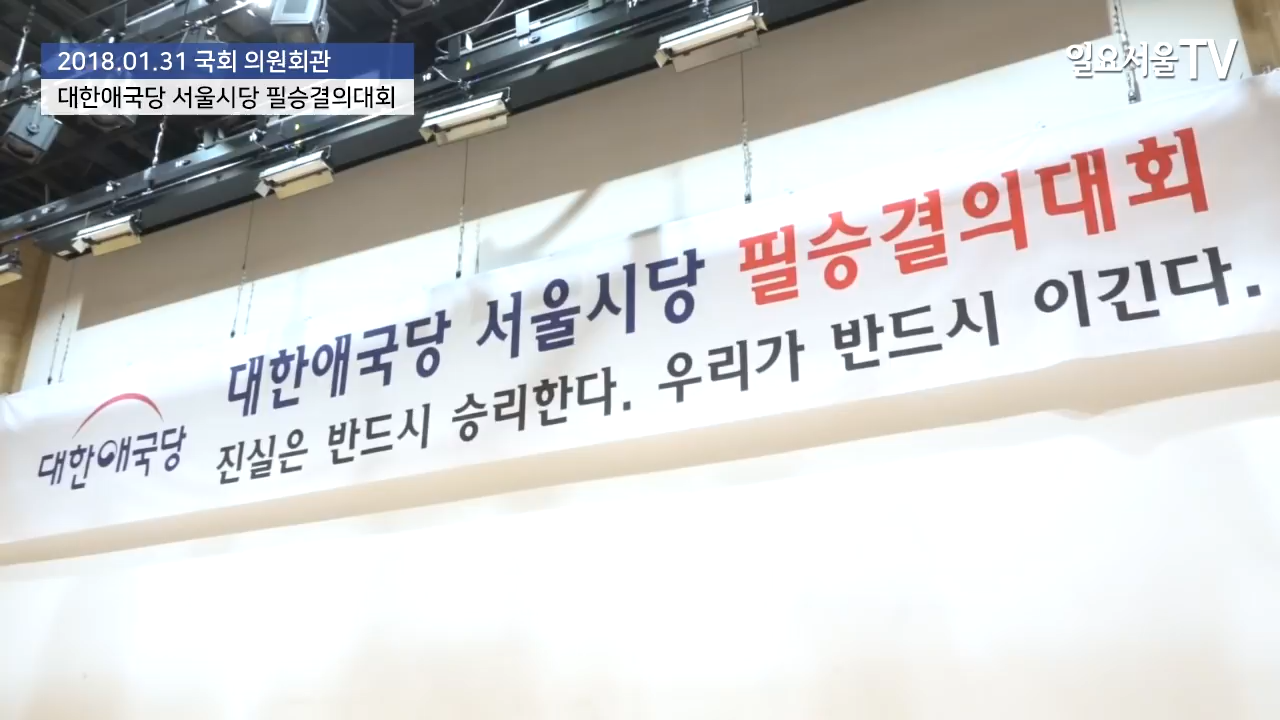 2018.01.31 국회 의원회관
대한애국당 서울시당 필승결의대회
일요서울TV
대한애국당 서울시당 필승결의대회
진실은 반드시 승리한다. 우리가 반드시 이긴다.
대한애국당